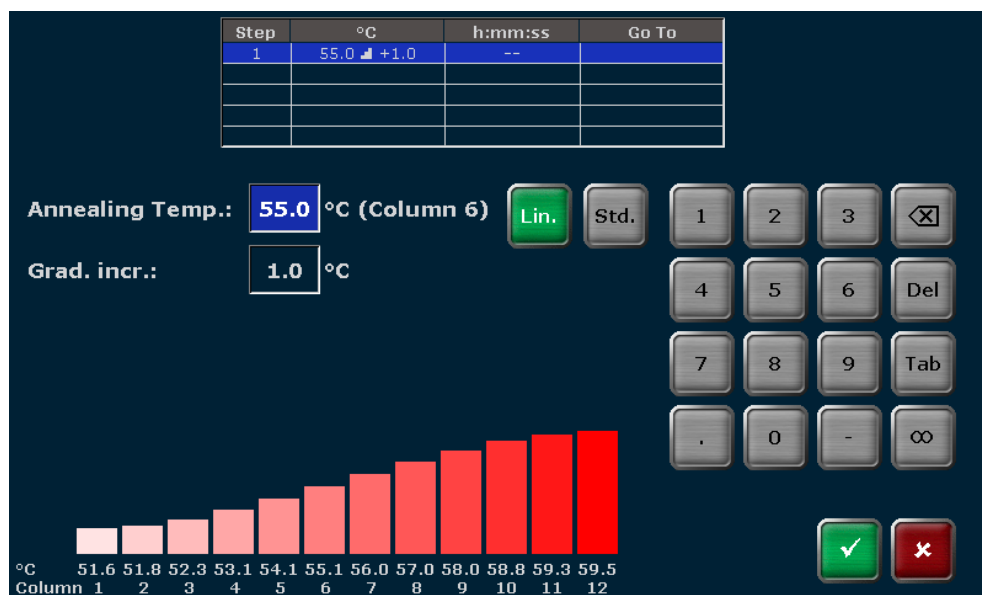 Step °C h:mm:ss Go To
1 55.0 +1.0 --
Annealing Temp.: 55.0 °C (Column 6) Lin. Std.
Grad. incr.: 1.0 °C
1 2 3
4 5 6 Del
7 8 9 Tab
. 0 - ∞
°C 51.6 51.8 52.3 53.1 54.1 55.1 56.0 57.0 58.0 58.8 59.3 59.5
Column 1 2 3 4 5 6 7 8 9 10 11 12